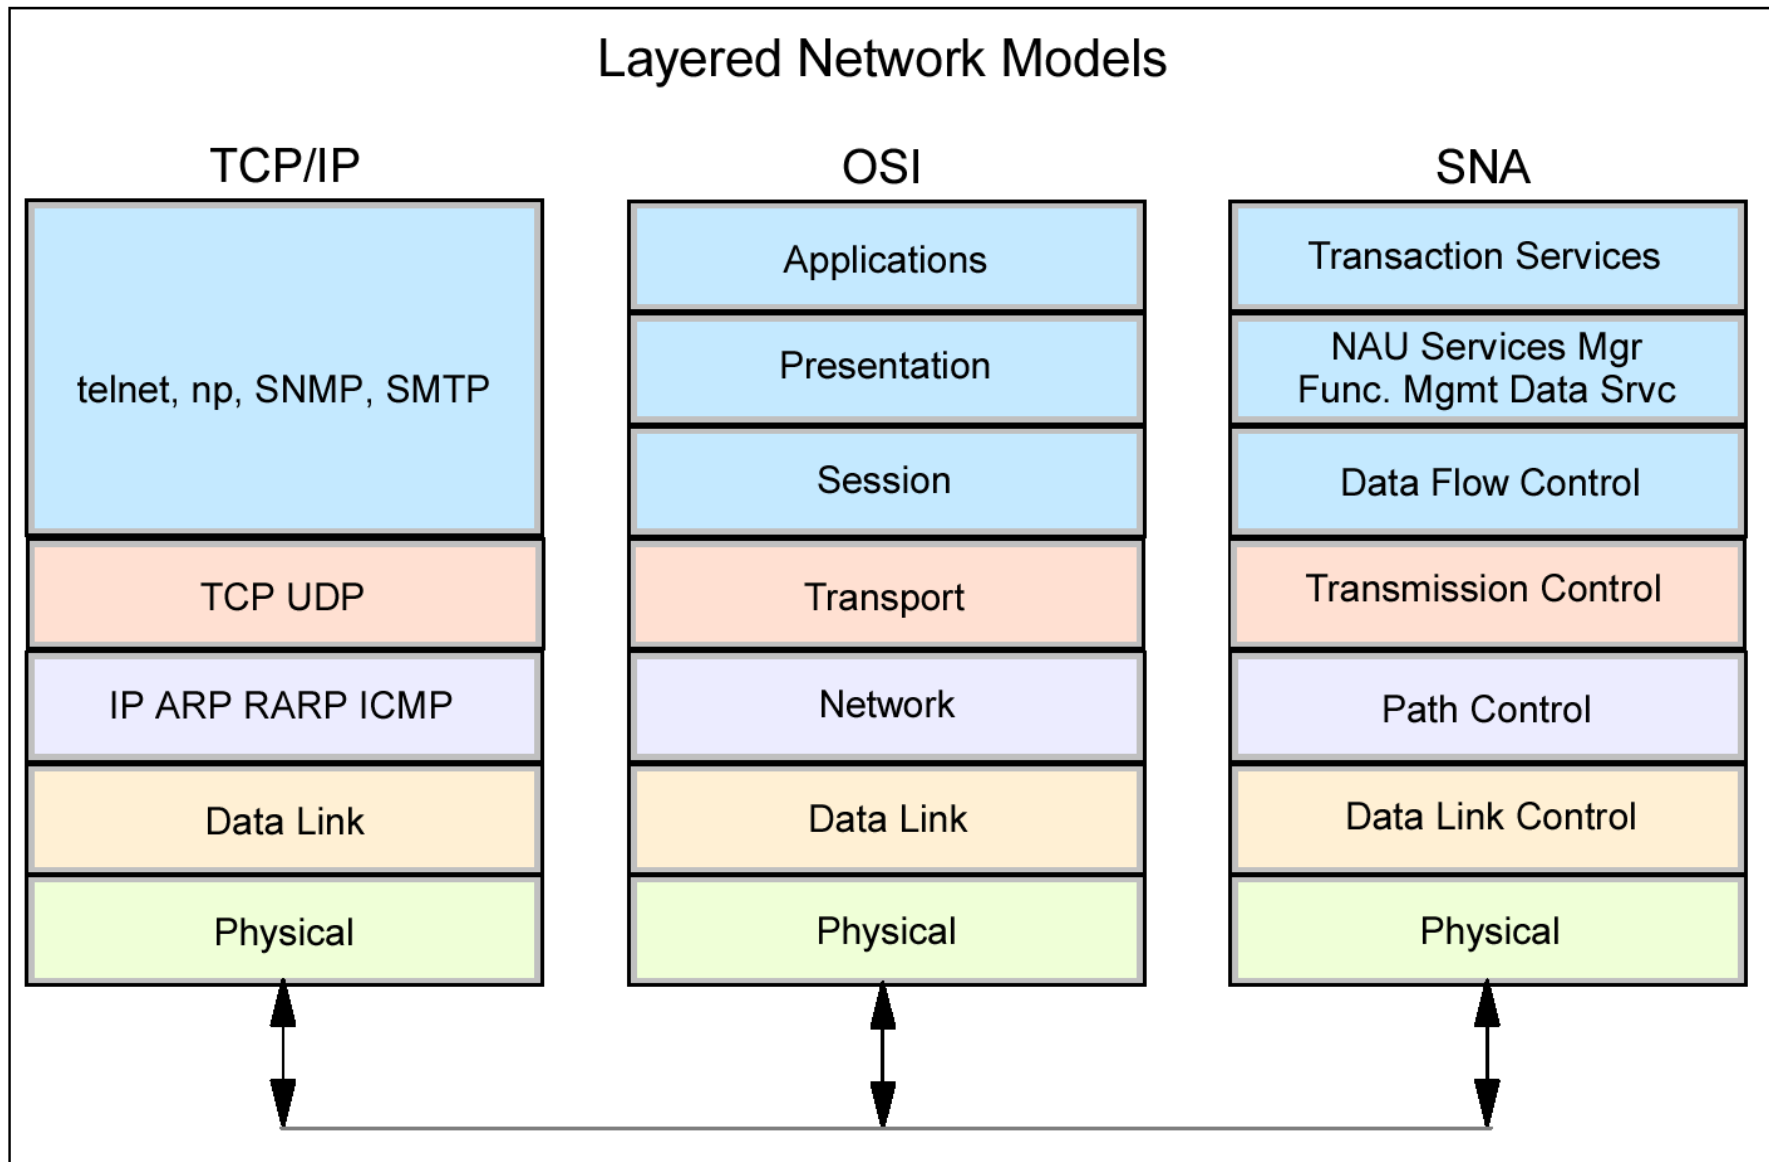 Layered Network Models
TCP/IP
telnet, np, SNMP, SMTP
TCP UDP
IP ARP RARP ICMP
Data Link
Physical
OSI
Applications
Presentation
Session
Transport
Network
Data Link
Physical
SNA
Transaction Services
NAU Services Mgr
Func. Mgmt Data Srvc
Data Flow Control
Transmission Control
Path Control
Data Link Control
Physical